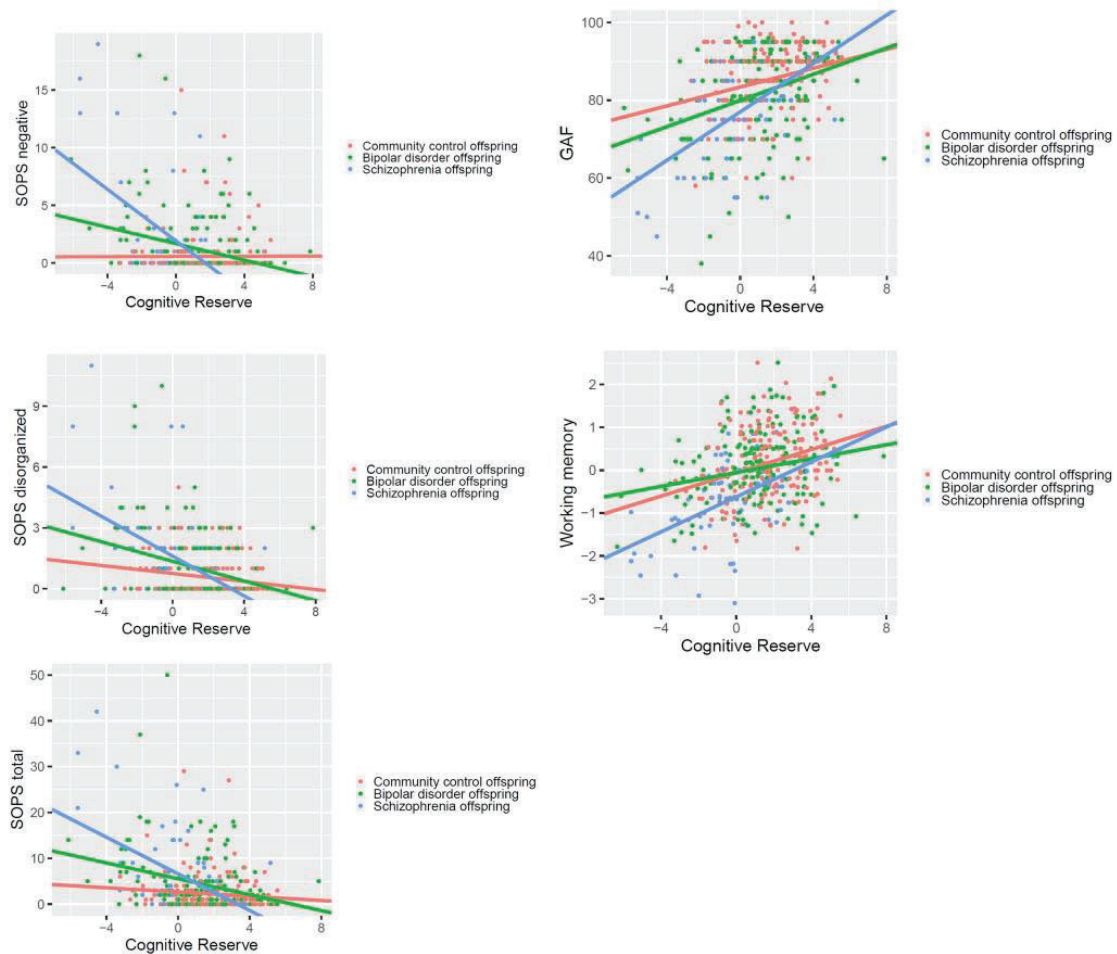 SOPS negative
15
10
5
0
−4
0
4
8
Cognitive Reserve
Community control offspring
Bipolar disorder offspring
Schizophrenia offspring
GAF
100
80
60
40
−4
0
4
8
Cognitive Reserve
Community control offspring
Bipolar disorder offspring
Schizophrenia offspring
SOPS disorganized
9
6
3
0
−4
0
4
8
Cognitive Reserve
Community control offspring
Bipolar disorder offspring
Schizophrenia offspring
Working memory
2
1
0
−1
−2
−3
−4
0
4
8
Cognitive Reserve
Community control offspring
Bipolar disorder offspring
Schizophrenia offspring
SOPS total
50
40
30
20
10
0
−4
0
4
8
Cognitive Reserve
Community control offspring
Bipolar disorder offspring
Schizophrenia offspring